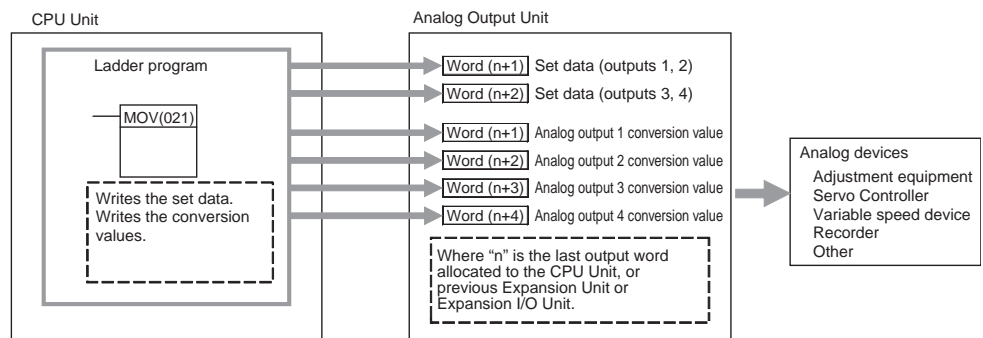 CPU Unit
Analog Output Unit
Ladder program
MOV(021)
Writes the set data.
Writes the conversion
values.
Word (n+1) Set data (outputs 1, 2)
Word (n+2) Set data (outputs 3, 4)
Word (n+1) Analog output 1 conversion value
Word (n+2) Analog output 2 conversion value
Word (n+3) Analog output 3 conversion value
Word (n+4) Analog output 4 conversion value
Where "n" is the last output word
allocated to the CPU Unit, or
previous Expansion Unit or
Expansion I/O Unit.
Analog devices
Adjustment equipment
Servo Controller
Variable speed device
Recorder
Other